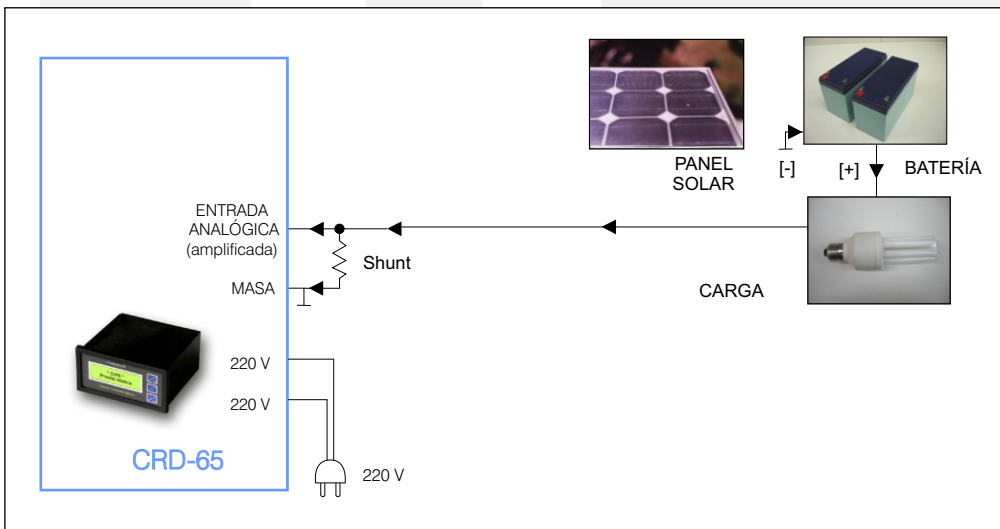 PANEL
SOLAR
[-]
[+]
BATERÍA
ENTRADA
ANALÓGICA
(amplificada)
Shunt
MASA
CARGA
220 V
220 V
CRD-65
220 V